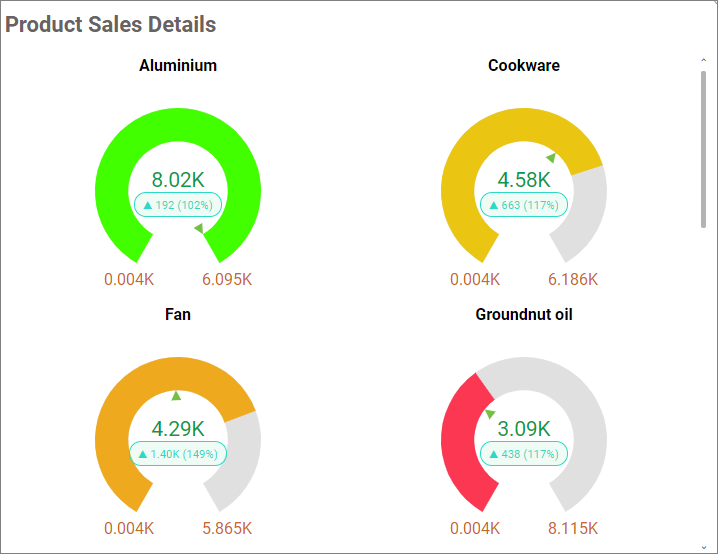 Product Sales Details
Aluminium
8.02K
▲ 192 (102%)
0.004K 6.095K
Cookware
4.58K
▲ 663 (117%)
0.004K 6.186K
Fan
4.29K
▲ 1.40K (149%)
0.004K 5.865K
Groundnut oil
3.09K
▲ 438 (117%)
0.004K 8.115K